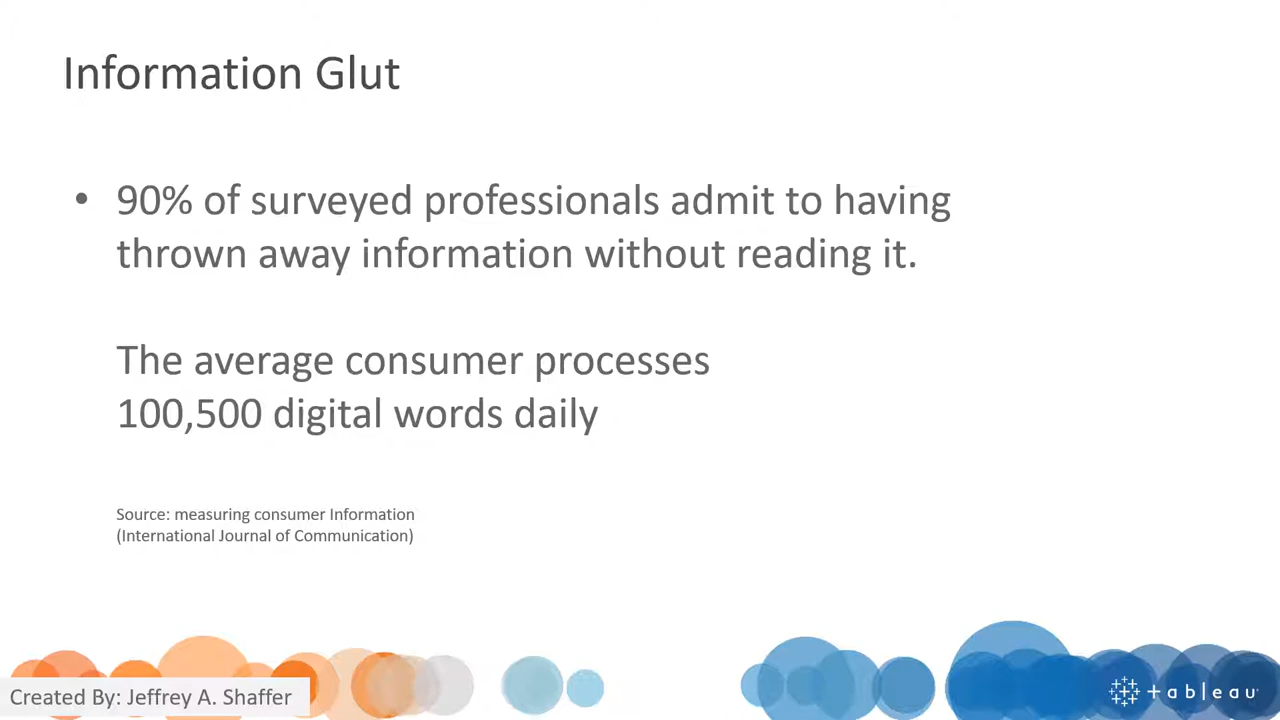 Information Glut
• 90% of surveyed professionals admit to having
thrown away information without reading it.
The average consumer processes
100,500 digital words daily
Source: measuring consumer Information
(International Journal of Communication)
Created By: Jeffrey A. Shaffer
+ableau